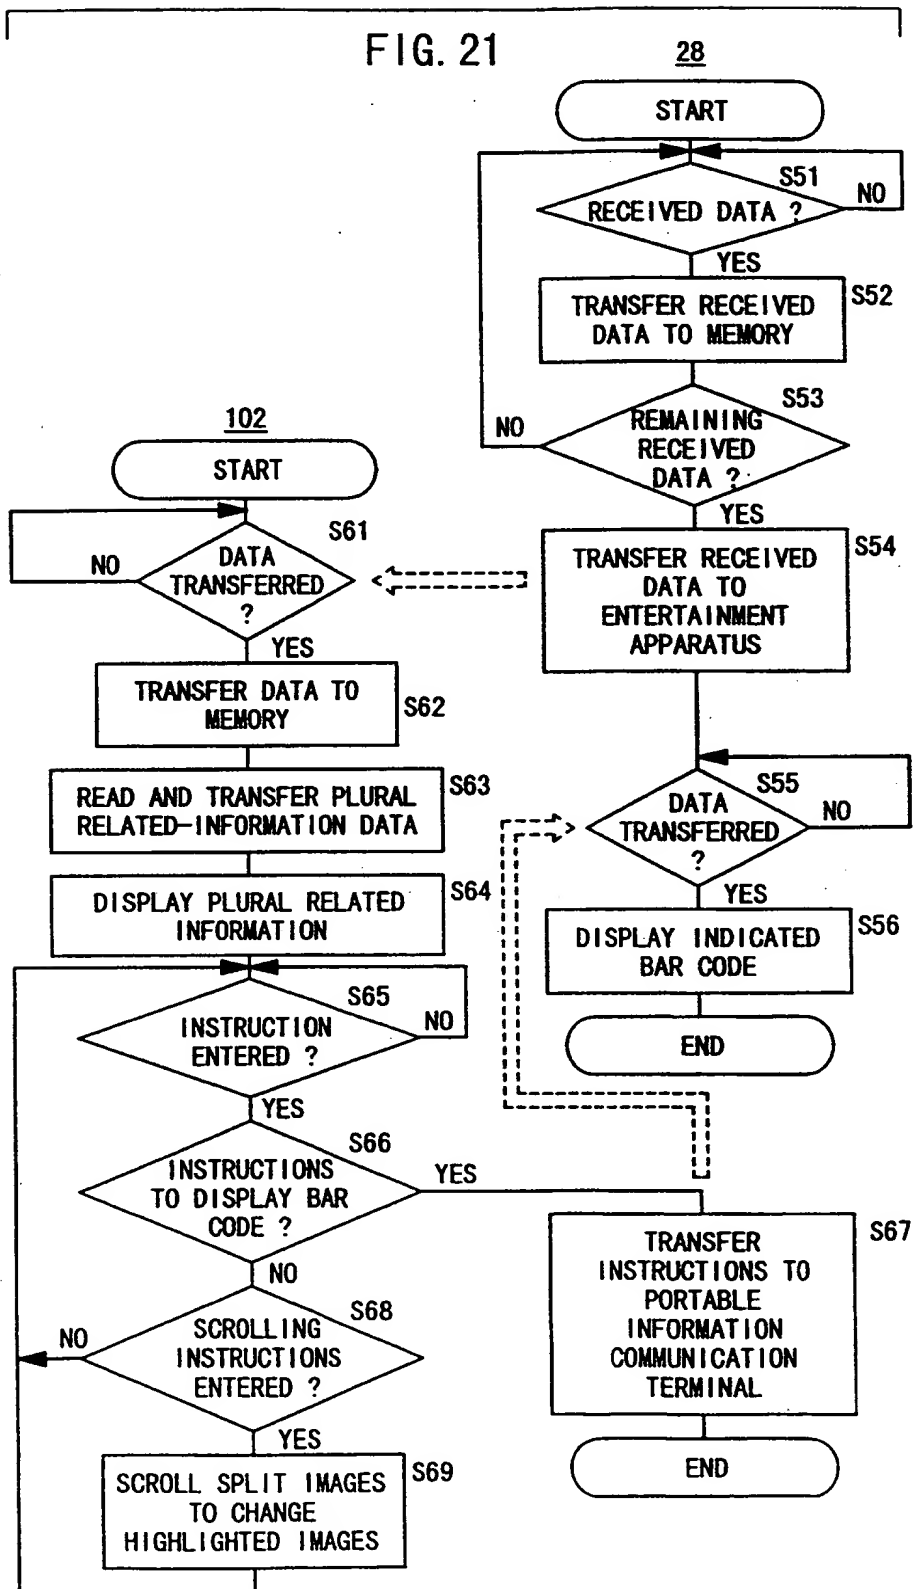 FIG. 21
28
START
S51
RECEIVED DATA ?
NO
YES
TRANSFER RECEIVED
DATA TO MEMORY
S52
S53
REMAINING
RECEIVED
DATA ?
NO
YES
TRANSFER RECEIVED
DATA TO
ENTERTAINMENT
APPARATUS
S54
S55
DATA
TRANSFERRED
?
NO
YES
DISPLAY INDICATED
BAR CODE
S56
END
102
START
S61
DATA
TRANSFERRED
?
NO
YES
TRANSFER DATA TO
MEMORY
S62
READ AND TRANSFER PLURAL
RELATED-INFORMATION DATA
S63
DISPLAY PLURAL RELATED
INFORMATION
S64
S65
INSTRUCTION
ENTERED ?
NO
YES
S66
INSTRUCTIONS
TO DISPLAY BAR
CODE ?
YES
NO
TRANSFER
INSTRUCTIONS TO
PORTABLE
INFORMATION
COMMUNICATION
TERMINAL
S67
END
S68
SCROLLING
INSTRUCTIONS
ENTERED ?
NO
YES
SCROLL SPLIT IMAGES
TO CHANGE
HIGHLIGHTED IMAGES
S69